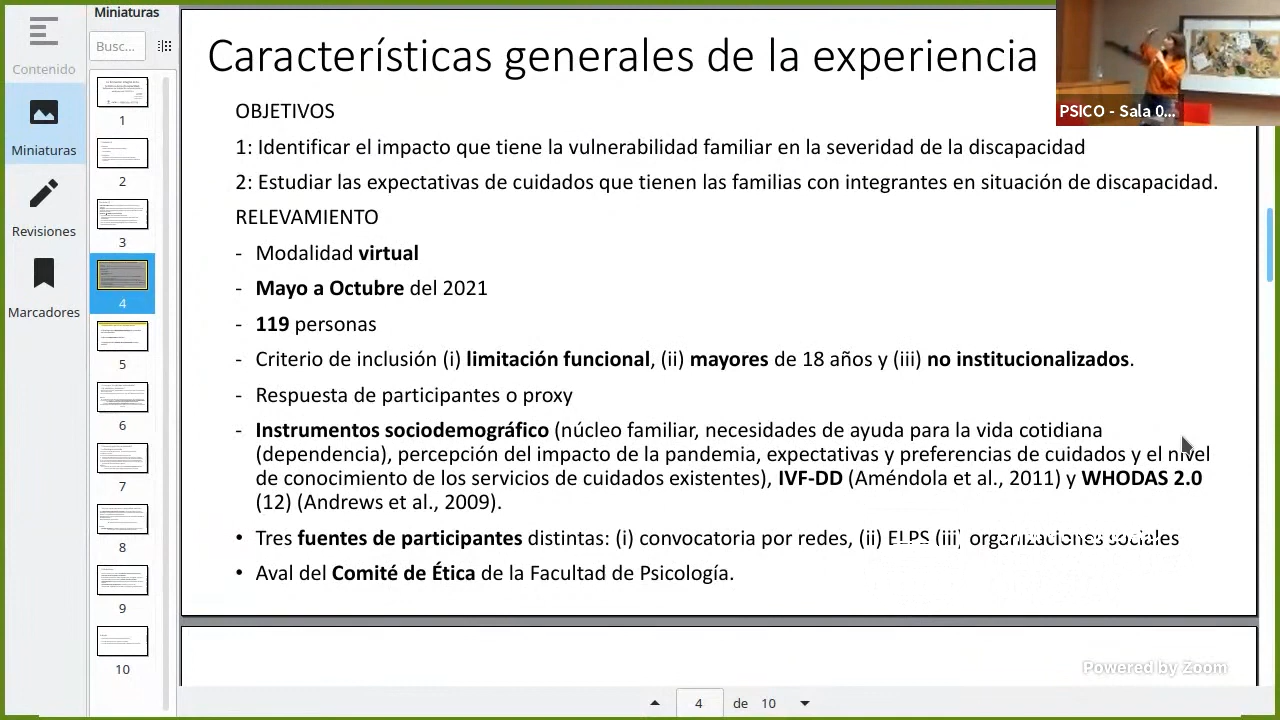 Miniaturas
Características generales de la experiencia
Busc...
Contenido
Miniaturas
Revisiones
Marcadores
1
2
3
4
5
6
7
8
9
10
PSICO - Sala 0...
OBJETIVOS
1: Identificar el impacto que tiene la vulnerabilidad familiar en la severidad de la discapacidad
2: Estudiar las expectativas de cuidados que tienen las familias con integrantes en situación de discapacidad.
RELEVAMIENTO
- Modalidad virtual
- Mayo a Octubre del 2021
- 119 personas
- Criterio de inclusión (i) limitación funcional, (ii) mayores de 18 años y (iii) no institucionalizados.
- Respuesta de participantes o proxy
- Instrumentos sociodemográfico (núcleo familiar, necesidades de ayuda para la vida cotidiana
(dependencia), percepción del impacto de la pandemia, expectativas y preferencias de cuidados y el nivel
de conocimiento de los servicios de cuidados existentes), IVF-DD (Améndola et al., 2011) y WHODAS 2.0
(12) (Andrews et al., 2009).
• Tres fuentes de participantes distintas: (i) convocatoria por redes, (ii) ELPS (iii)
• Aval del Comité de Ética de la Facultad de Psicología.
Powered by Zoom
4 de 10